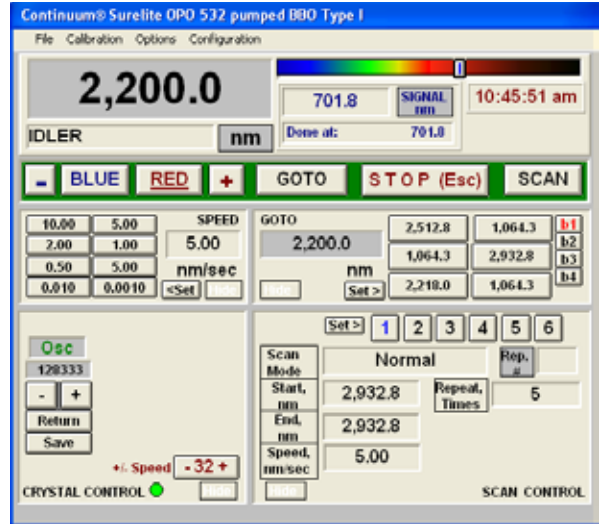 Continuum® Surelite OPO 532 pumped BBO Type I
File Calibration Options Configuration
2,200.0
IDLER nm
701.8 SIGNAL nm
Done at: 701.8
10:45:51 am
- BLUE RED + GOTO STOP (Esc) SCAN
10.00 5.00 SPEED
2.00 1.00 5.00
0.50 5.00 nm/sec
0.010 0.0010 <Set Hide
GOTO
2,200.0
nm
Hide Set >
2,512.8 1,064.3 b1
1,064.3 2,932.8 b2
b3
2,218.0 1,064.3 b4
Osc
128333
- +
Return
Save
+/- Speed - 32 +
CRYSTAL CONTROL Hide
Set > 1 2 3 4 5 6
Scan Mode Normal Rep. #
Start, nm 2,932.8 Repeat, Times 5
End, nm 2,932.8
Speed, nm/sec 5.00
Hide SCAN CONTROL